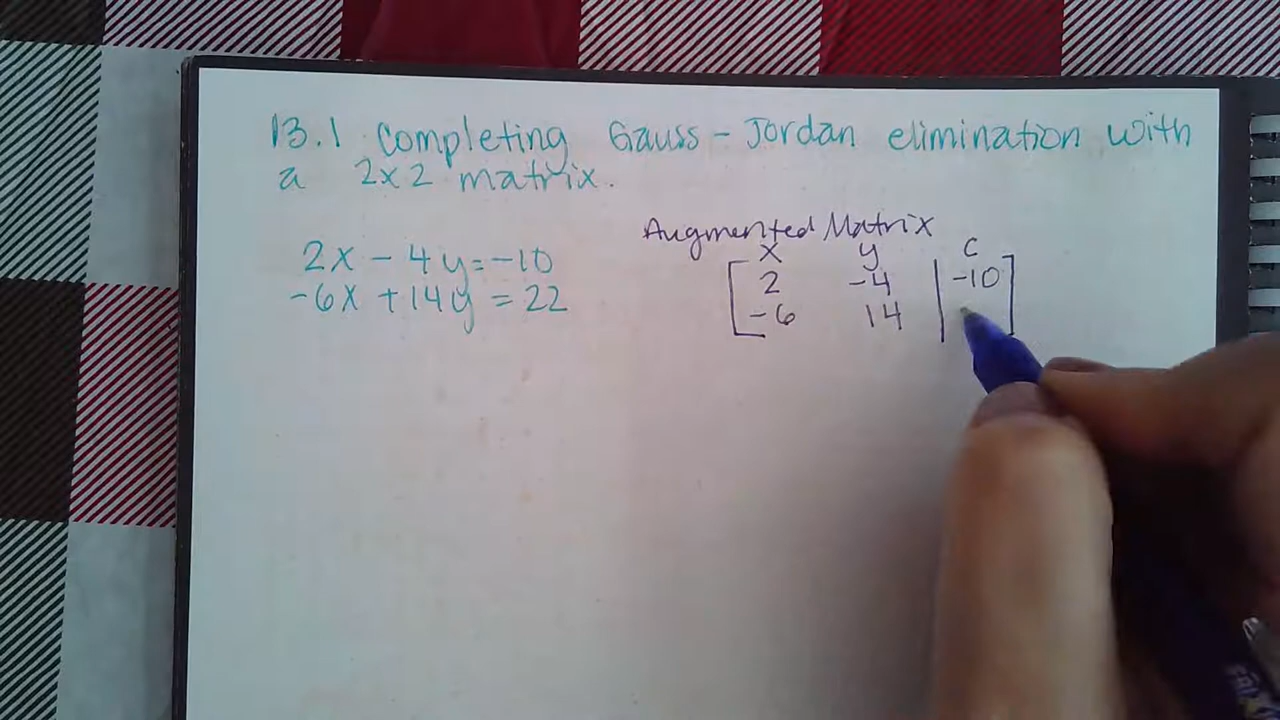 13.1 Completing Gauss-Jordan elimination with
a 2x2 matrix.
2x - 4y = -10
-6x + 14y = 22
Augmented Matrix
x y c
2 -4 | -10
-6 14 |